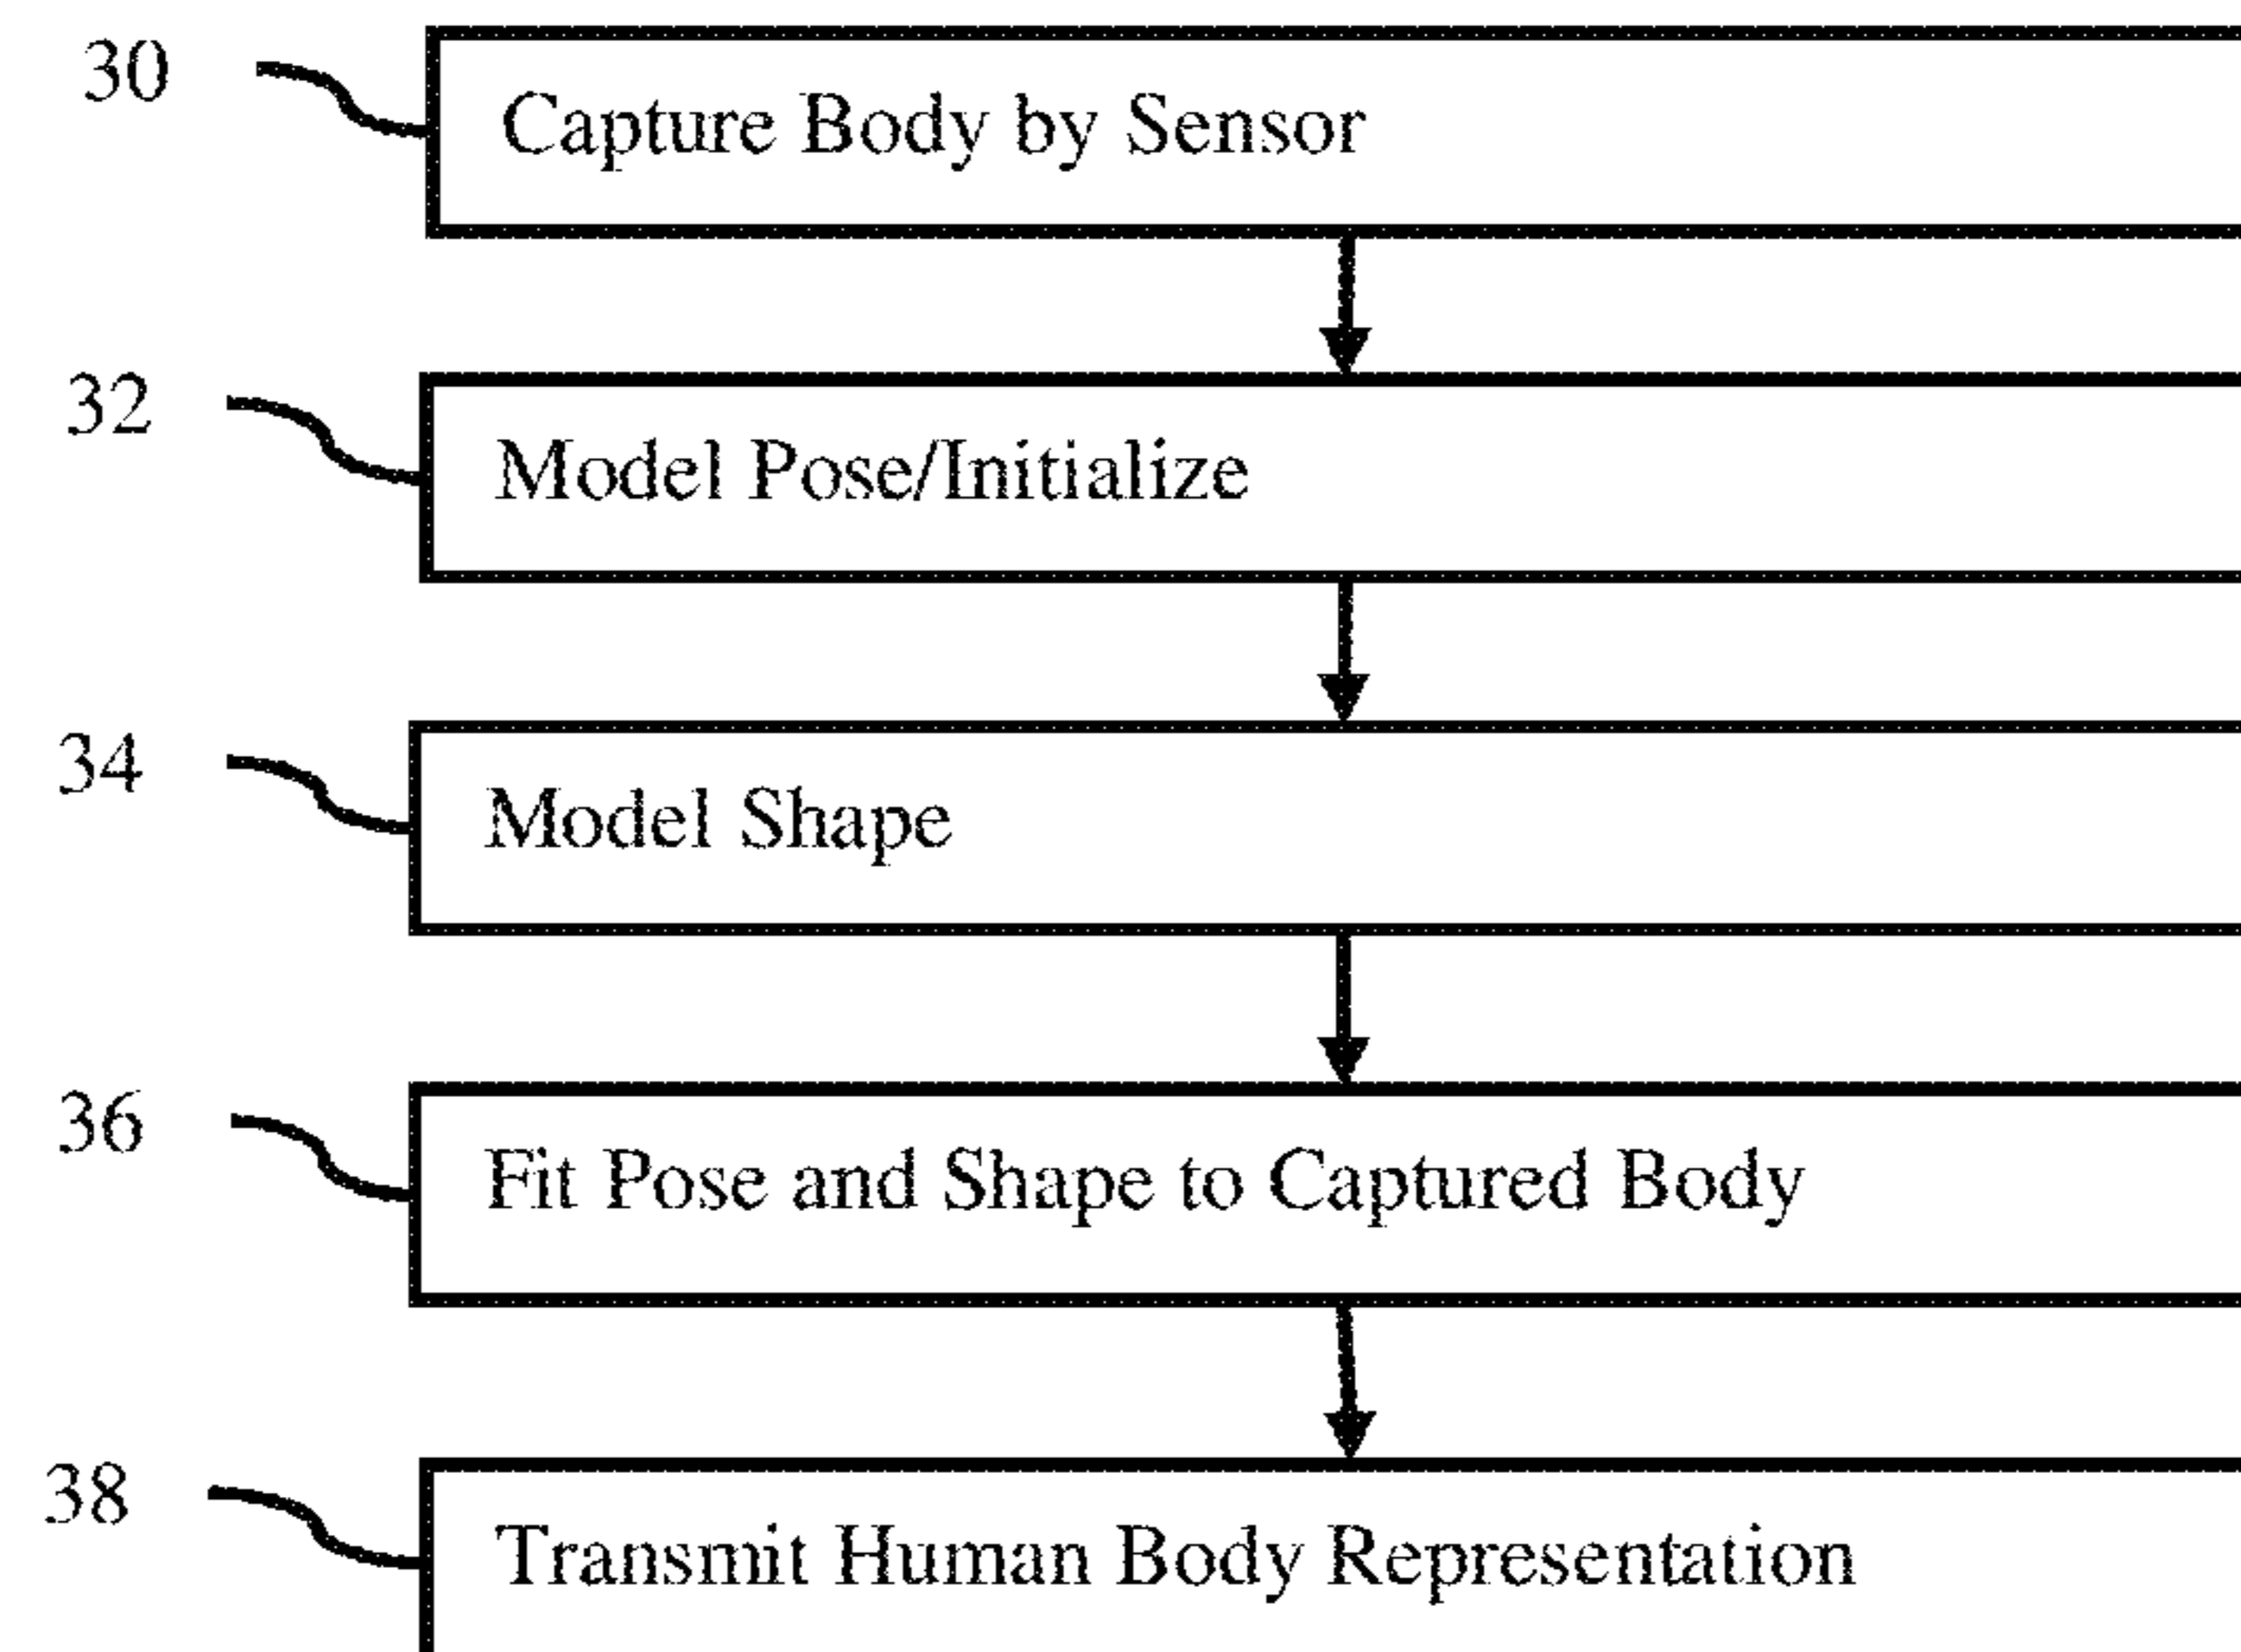 30
Capture Body by Sensor
32
Model Pose/Initialize
34
Model Shape
36
Fit Pose and Shape to Captured Body
38
Transmit Human Body Representation